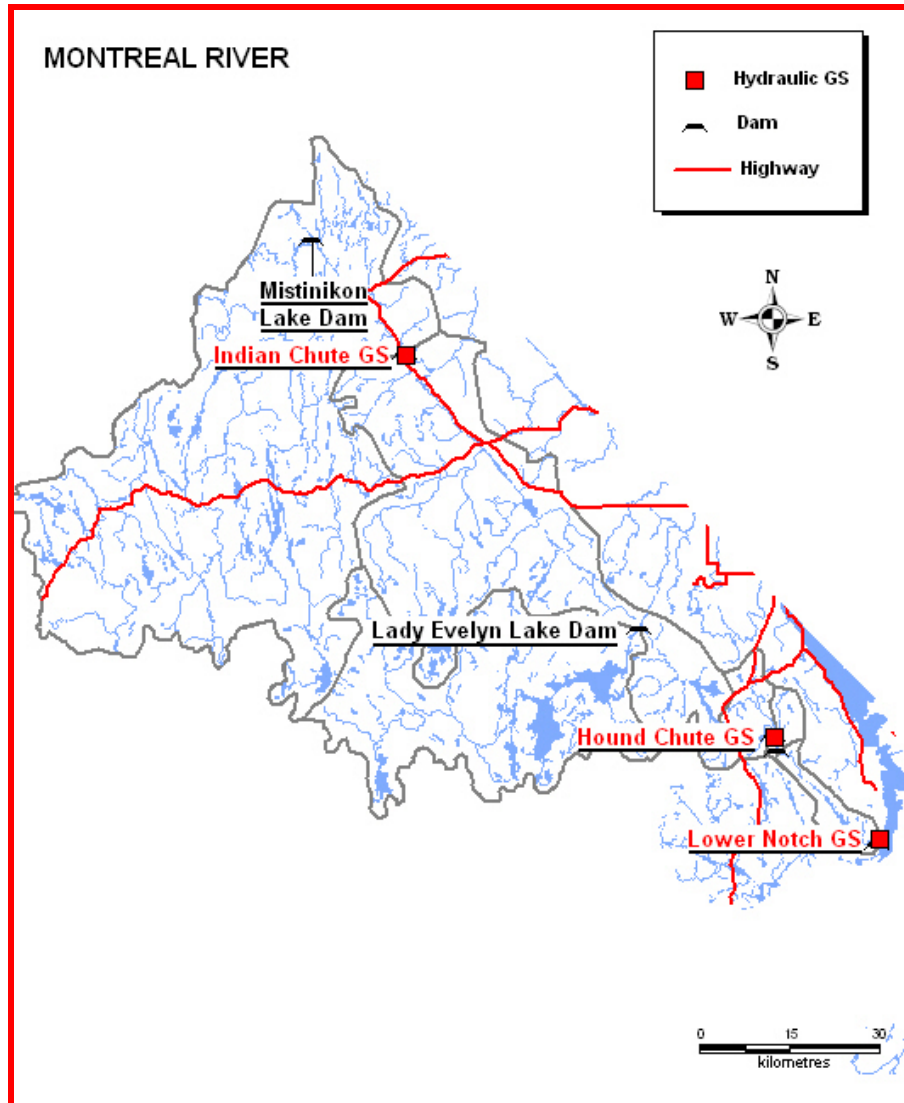 MONTREAL RIVER
Hydraulic GS
Dam
Highway
N
W E
S
Mistinikon
Lake Dam
Indian Chute GS
Lady Evelyn Lake Dam
Hound Chute GS
Lower Notch GS
0 15 30
kilometres